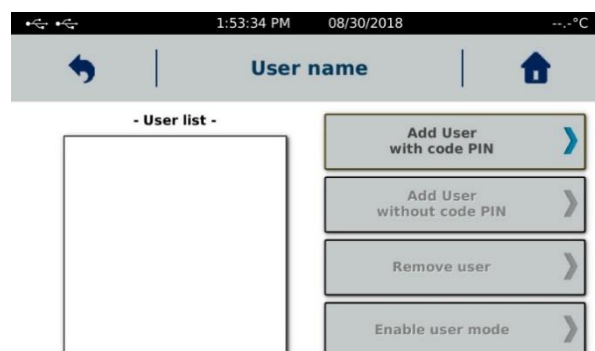 1:53:34 PM 08/30/2018 --.-°C
User name
- User list -
Add User
with code PIN
Add User
without code PIN
Remove user
Enable user mode